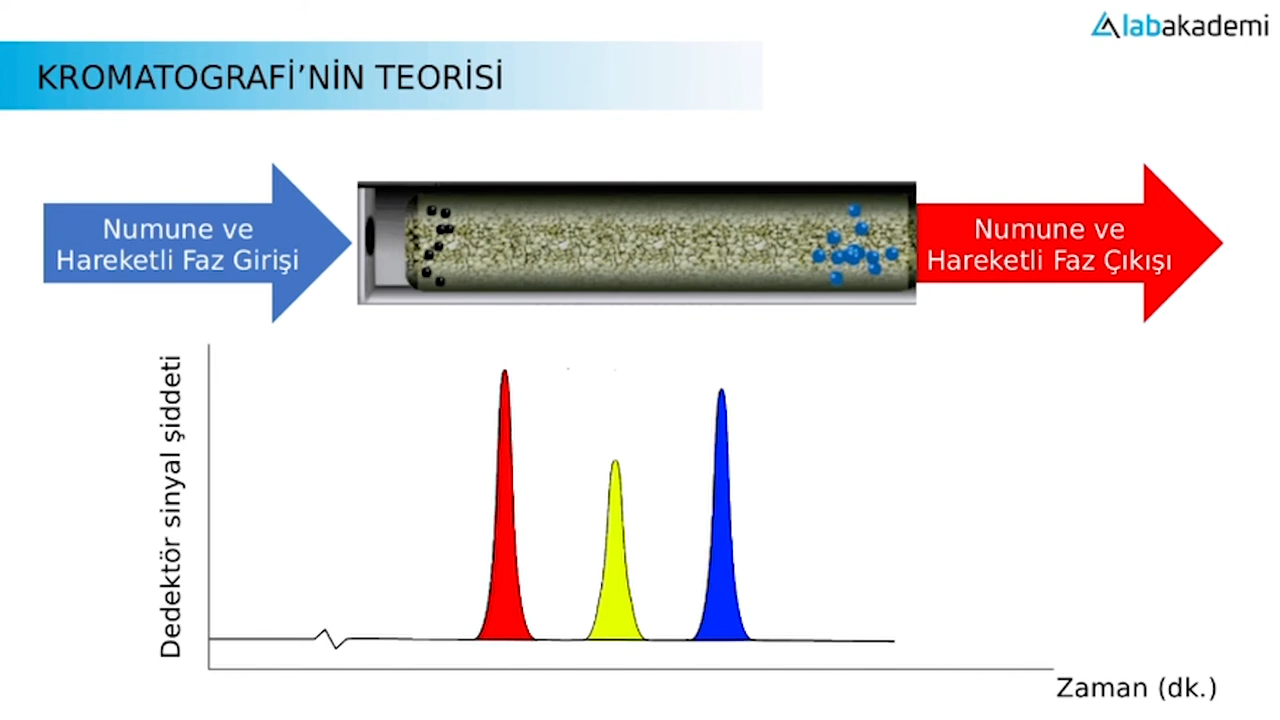 labakademi
KROMATOGRAFİ’NİN TEORİSİ
Numune ve
Hareketli Faz Girişi
Numune ve
Hareketli Faz Çıkışı
Dedektör sinyal şiddeti
Zaman (dk.)